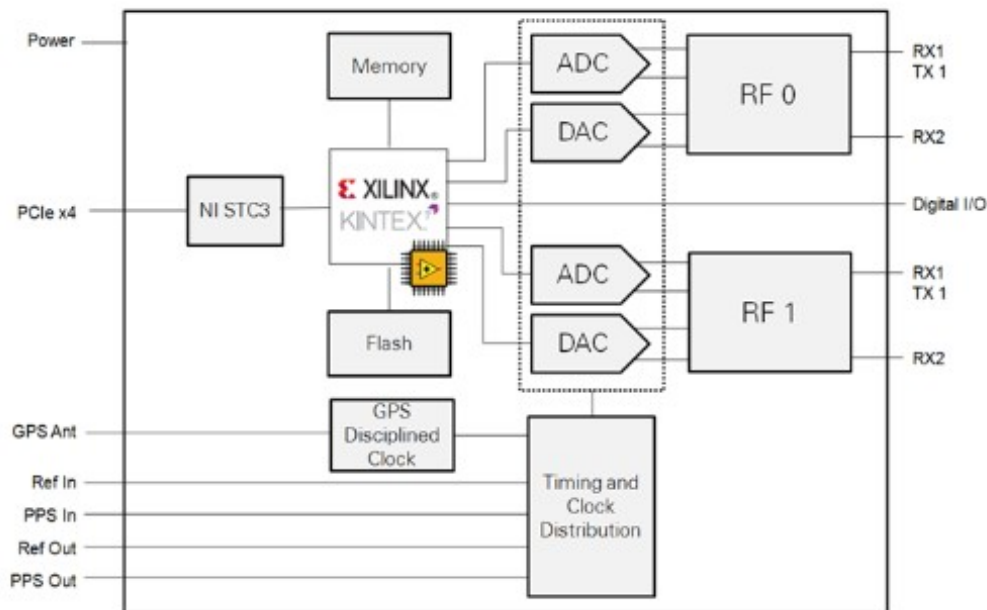 Power
Memory
ADC
DAC
RF 0
RX1
TX 1
RX2
PCIe x4
NI STC3
XILINX®
KINTEX 7
Digital I/O
ADC
DAC
RF 1
RX1
TX 1
RX2
Flash
GPS Ant
GPS
Disciplined
Clock
Ref In
PPS In
Ref Out
PPS Out
Timing and
Clock
Distribution